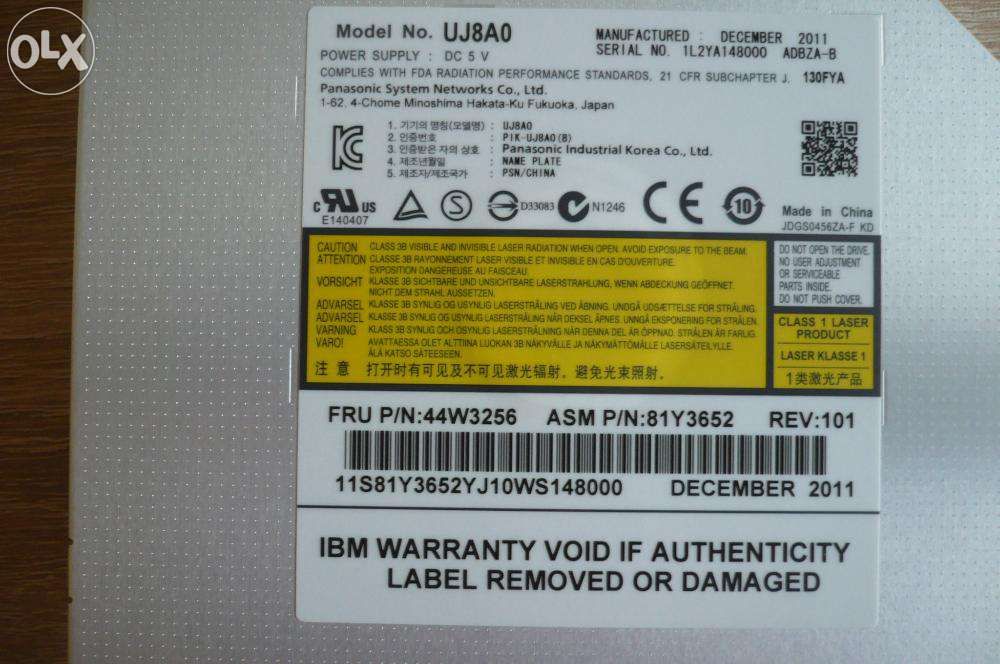 OLX
Model No. UJ8A0
MANUFACTURED : DECEMBER 2011
POWER SUPPLY : DC 5 V
SERIAL NO. 1L2YA148000 ADBZA-B
COMPLIES WITH FDA RADIATION PERFORMANCE STANDARDS, 21 CFR SUBCHAPTER J. 130FYA
Panasonic System Networks Co., Ltd.
1-62, 4-Chome Minoshima Hakata-Ku Fukuoka, Japan
1. 기기의 명칭(모델명) : UJ8A0
2. 인증번호 : PIK-UJ8A0(B)
3. 인증받은 자의 상호 : Panasonic Industrial Korea Co., Ltd.
4. 제조년월일 : NAME PLATE
5. 제조자/제조국가 : PSN/CHINA
c RU US
E140407
S
D33083
N1246
CE
10
Made in China
JDGS0456ZA-F KD
CAUTION CLASS 3B VISIBLE AND INVISIBLE LASER RADIATION WHEN OPEN. AVOID EXPOSURE TO THE BEAM.
ATTENTION CLASSE 3B RAYONNEMENT LASER VISIBLE ET INVISIBLE EN CAS D'OUVERTURE.
EXPOSITION DANGEREUSE AU FAISCEAU.
VORSICHT KLASSE 3B SICHTBARE UND UNSICHTBARE LASERSTRAHLUNG, WENN ABDECKUNG GEÖFFNET.
NICHT DEM STRAHL AUSSETZEN.
ADVARSEL KLASSE 3B SYNLIG OG USYNLIG LASERSTRÅLING VED ÅBNING. UNDGÅ UDSÆTTELSE FOR STRÅLING.
ADVARSEL KLASSE 3B SYNLIG OG USYNLIG LASERSTRÅLING NÅR DEKSEL ÅPNES. UNNGÅ EKSPONERING FOR STRÅLEN.
VARNING KLASS 3B SYNLIG OCH OSYNLIG LASERSTRÅLNING NÄR DENNA DEL ÄR ÖPPNAD. STRÅLEN ÄR FARLIG.
VARO! AVATTAESSA OLET ALTTIINA LUOKAN 3B NÄKYVÄLLE JA NÄKYMÄTTÖMÄLLE LASERSÄTEILYLLE.
ÄLÄ KATSO SÄTEESEEN.
注 意 打开时有可见及不可见激光辐射。避免光束照射。
DO NOT OPEN THE DRIVE.
NO USER ADJUSTMENT
OR SERVICEABLE
PARTS INSIDE.
DO NOT PUSH COVER.
CLASS 1 LASER
PRODUCT
LASER KLASSE 1
1类激光产品
FRU P/N:44W3256 ASM P/N:81Y3652 REV:101
11S81Y3652YJ10WS148000 DECEMBER 2011
IBM WARRANTY VOID IF AUTHENTICITY
LABEL REMOVED OR DAMAGED